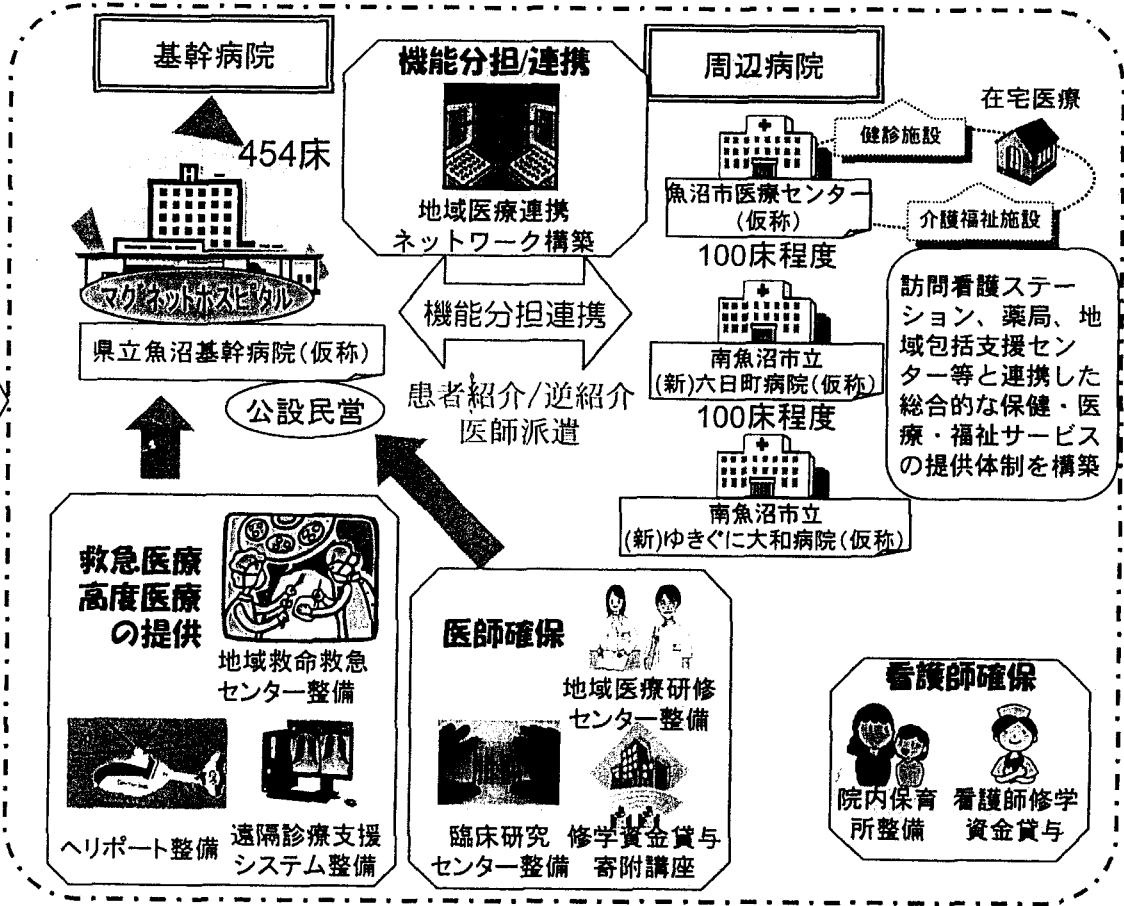 基幹病院
454床
マグネットホスピタル
県立魚沼基幹病院(仮称)
公設民営
機能分担/連携
地域医療連携
ネットワーク構築
機能分担連携
患者紹介/逆紹介
医師派遣
周辺病院
魚沼市医療センター
(仮称)
100床程度
南魚沼市立
(新)六日町病院(仮称)
100床程度
南魚沼市立
(新)ゆきぐに大和病院(仮称)
健診施設
在宅医療
介護福祉施設
訪問看護ステー
ション、薬局、地
域包括支援セン
ター等と連携した
総合的な保健・医
療・福祉サービス
の提供体制を構築
救急医療
高度医療
の提供
地域救命救急
センター整備
ヘリポート整備
遠隔診療支援
システム整備
医師確保
地域医療研修
センター整備
臨床研究
センター整備
修学資金貸与
寄附講座
看護師確保
院内保育
所整備
看護師修学
資金貸与